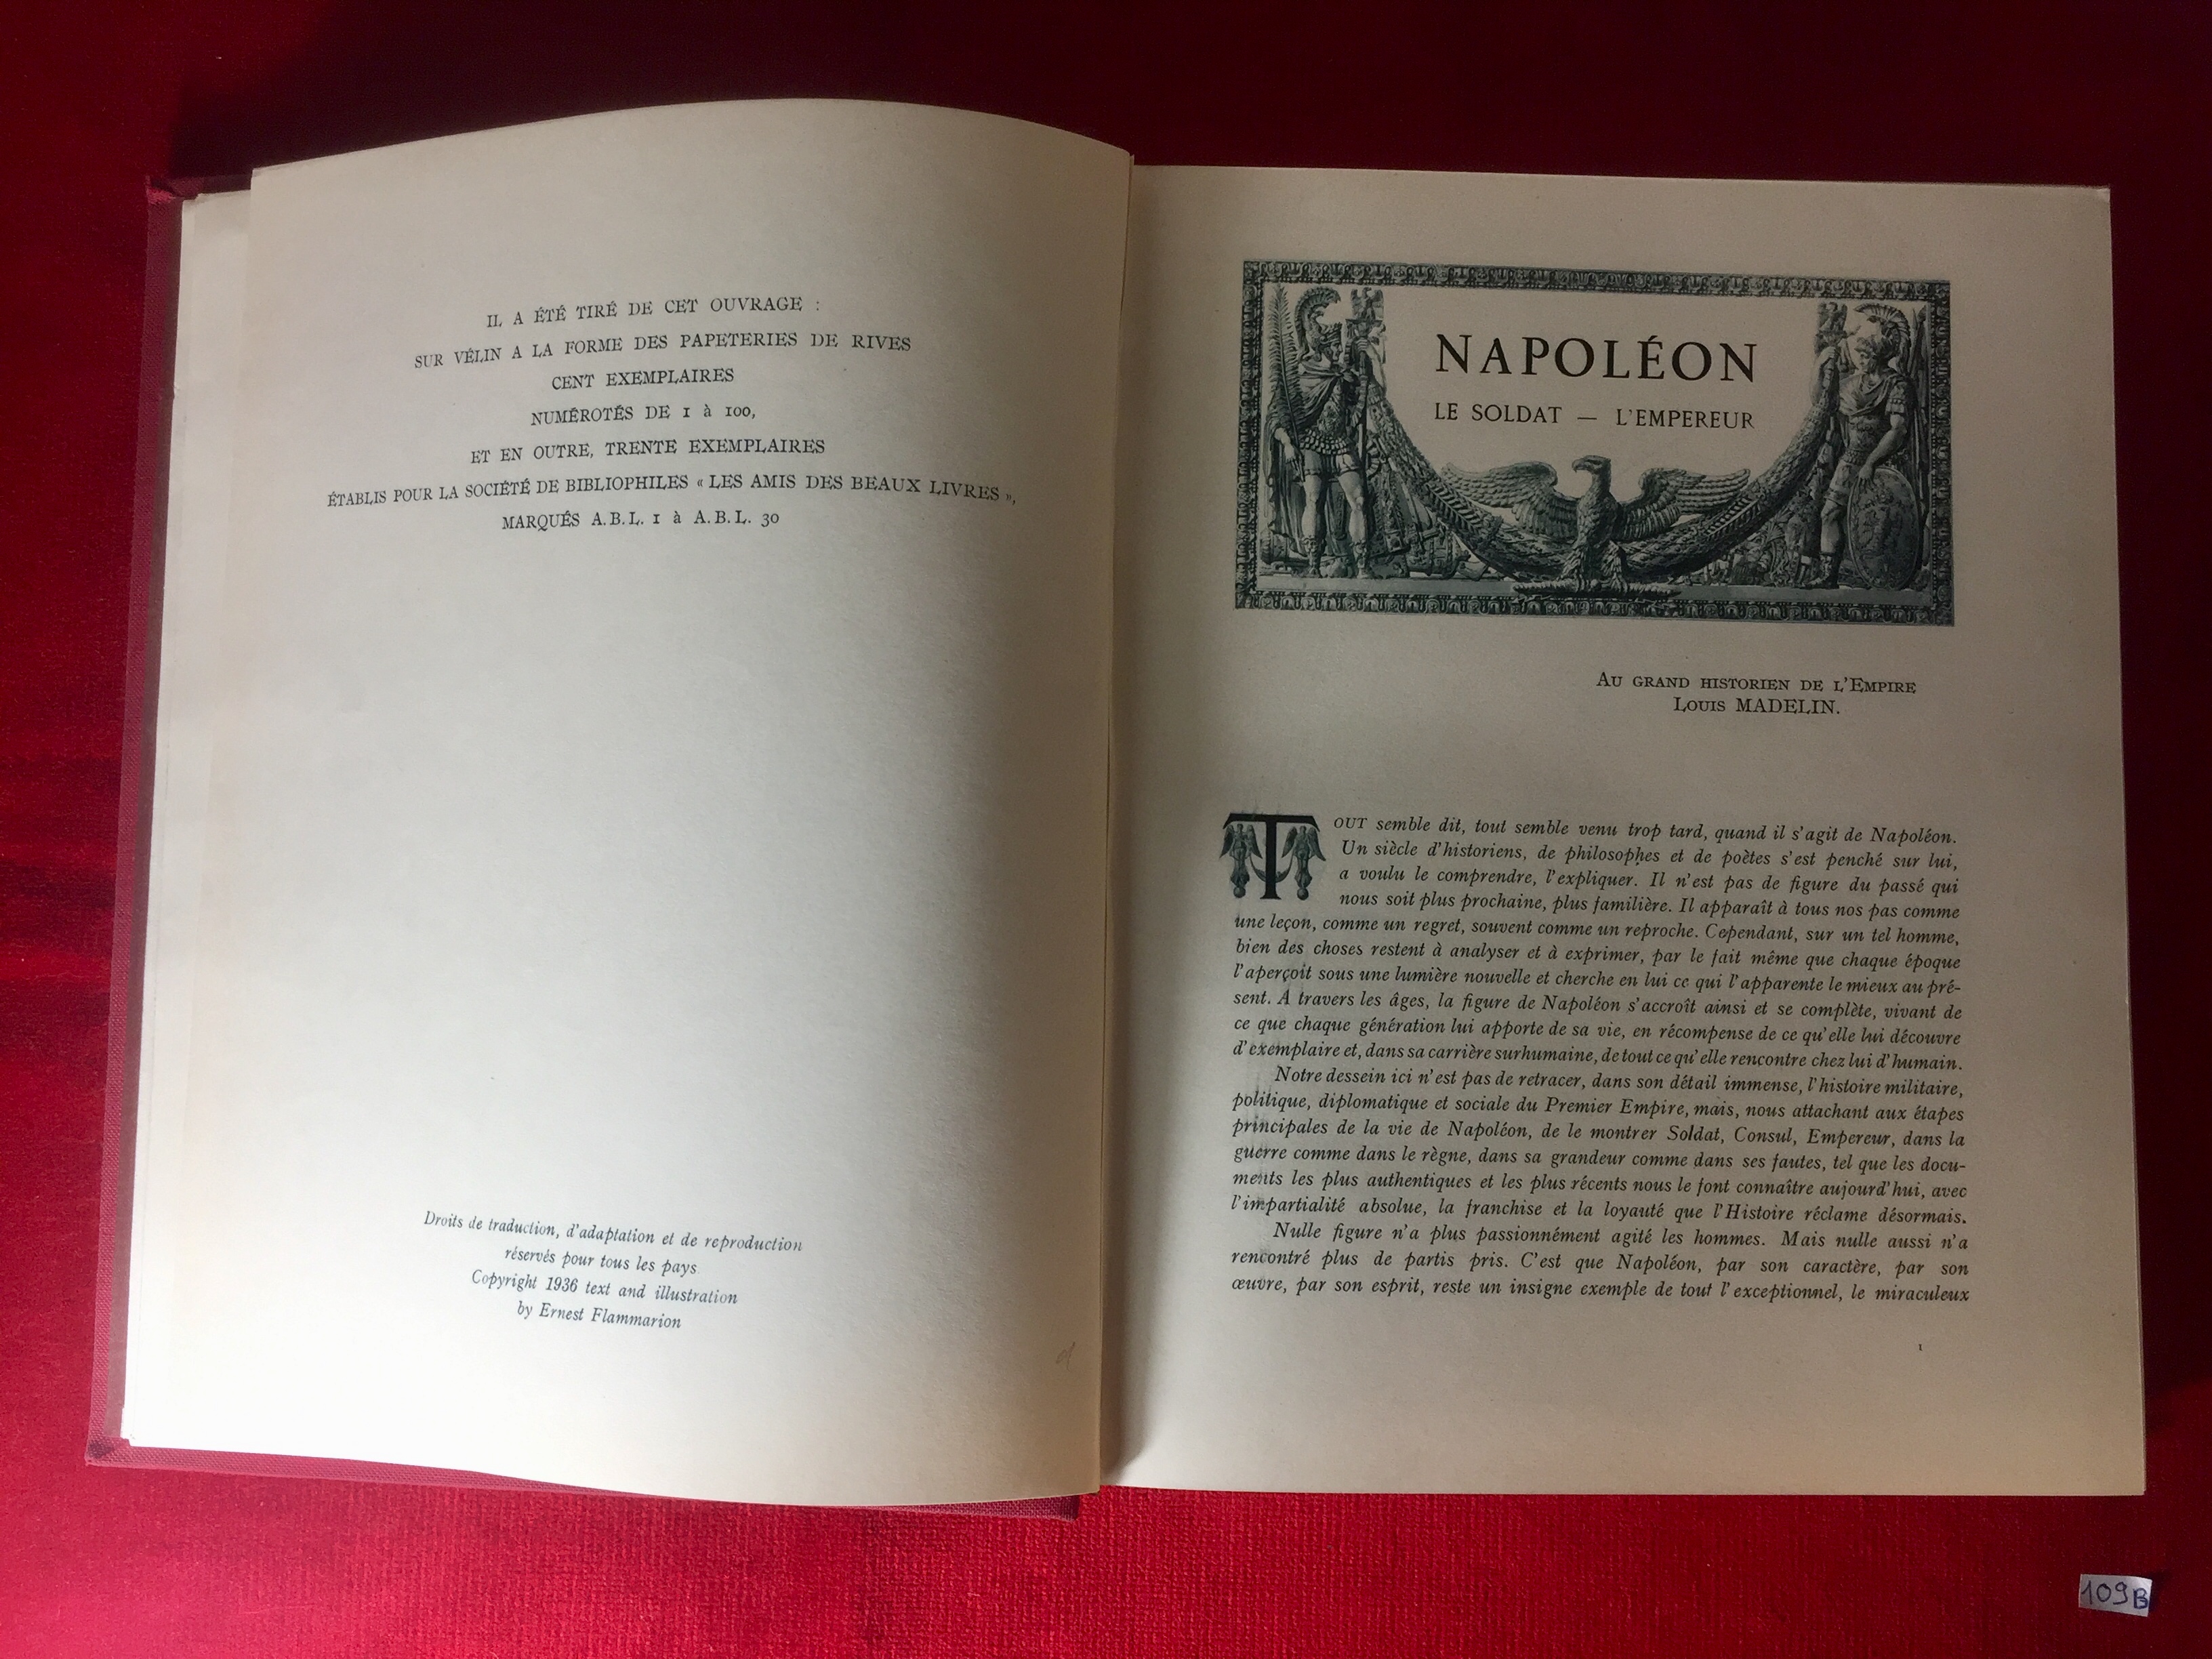 IL A ÉTÉ TIRÉ DE CET OUVRAGE :
SUR VÉLIN A LA FORME DES PAPETERIES DE RIVES
CENT EXEMPLAIRES
NUMÉROTÉS DE 1 à 100,
ET EN OUTRE, TRENTE EXEMPLAIRES
ÉTABLIS POUR LA SOCIÉTÉ DE BIBLIOPHILES « LES AMIS DES BEAUX LIVRES »,
MARQUÉS A.B.L. 1 à A.B.L. 30
Droits de traduction, d'adaptation et de reproduction
réservés pour tous les pays
Copyright 1936 text and illustration
by Ernest Flammarion
NAPOLÉON
LE SOLDAT — L'EMPEREUR
AU GRAND HISTORIEN DE L'EMPIRE
LOUIS MADELIN.
TOUT semble dit, tout semble venu trop tard, quand il s'agit de Napoléon.
Un siècle d'historiens, de philosophes et de poètes s'est penché sur lui,
a voulu le comprendre, l'expliquer. Il n'est pas de figure du passé qui
nous soit plus prochaine, plus familière. Il apparaît à tous nos pas comme
une leçon, comme un regret, souvent comme un reproche. Cependant, sur un tel homme,
bien des choses restent à analyser et à exprimer, par le fait même que chaque époque
l'aperçoit sous une lumière nouvelle et cherche en lui ce qui l'apparente le mieux au pré-
sent. A travers les âges, la figure de Napoléon s'accroît ainsi et se complète, vivant de
ce que chaque génération lui apporte de sa vie, en récompense de ce qu'elle lui découvre
d'exemplaire et, dans sa carrière surhumaine, de tout ce qu'elle rencontre chez lui d'humain.
Notre dessein ici n'est pas de retracer, dans son détail immense, l'histoire militaire,
politique, diplomatique et sociale du Premier Empire, mais, nous attachant aux étapes
principales de la vie de Napoléon, de le montrer Soldat, Consul, Empereur, dans la
guerre comme dans le règne, dans sa grandeur comme dans ses fautes, tel que les docu-
ments les plus authentiques et les plus récents nous le font connaître aujourd'hui, avec
l'impartialité absolue, la franchise et la loyauté que l'Histoire réclame désormais.
Nulle figure n'a plus passionnément agité les hommes. Mais nulle aussi n'a
rencontré plus de partis pris. C'est que Napoléon, par son caractère, par son
œuvre, par son esprit, reste un insigne exemple de tout l'exceptionnel, le miraculeux
1
109B